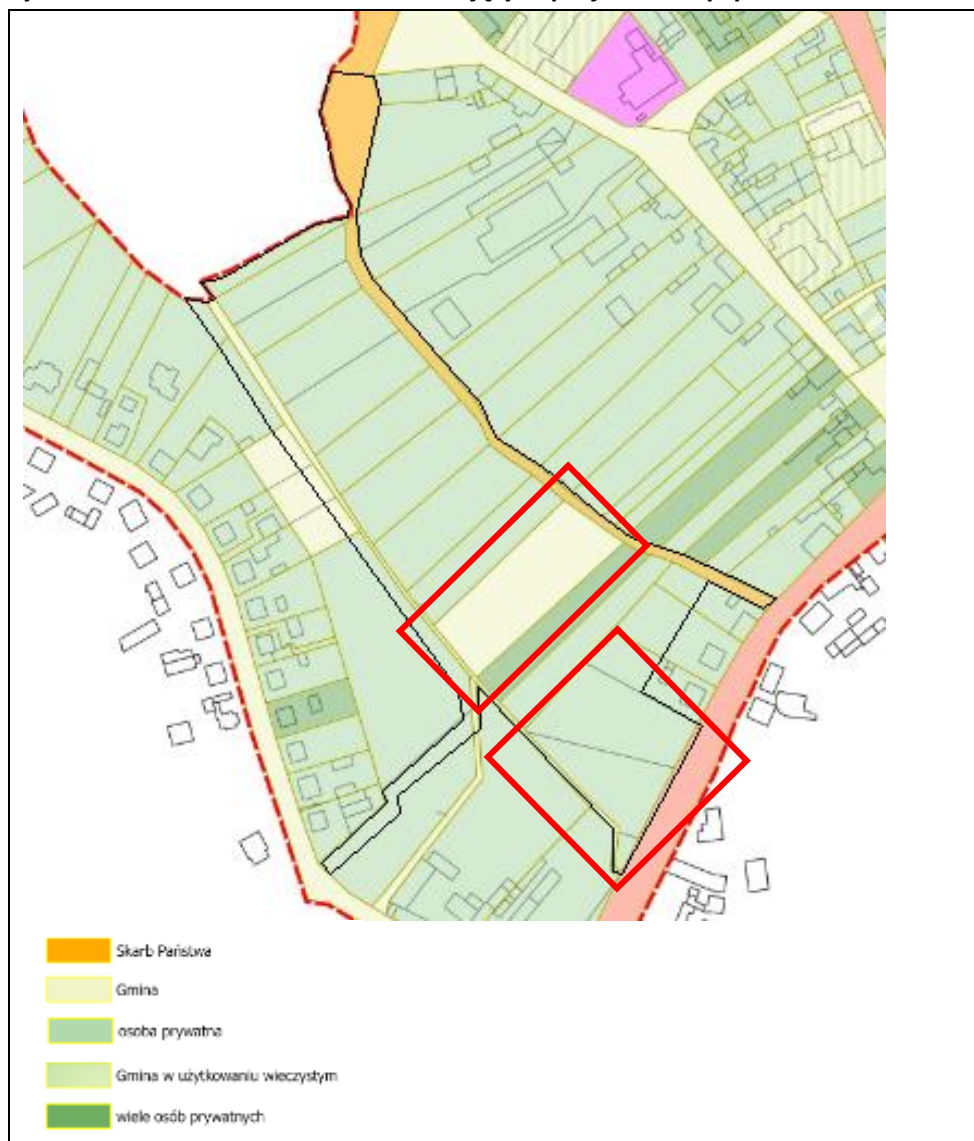 Skarb Państwa
Gmina
osoba prywatna
Gmina w użytkowaniu wieczystym
wiele osób prywatnych